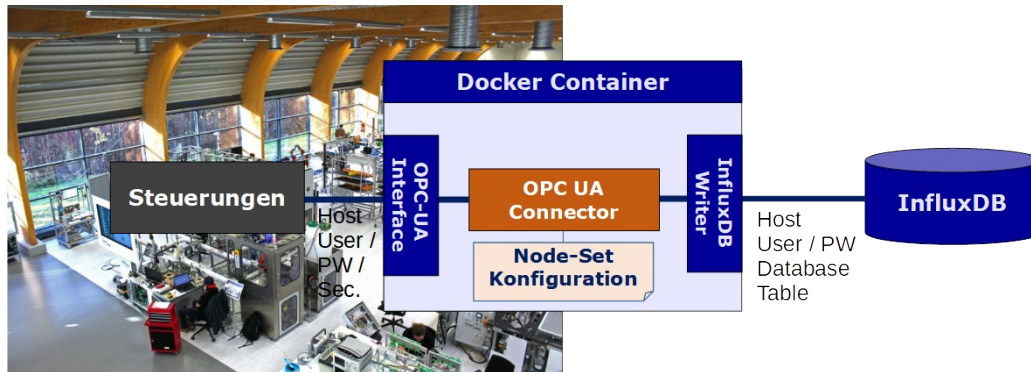 Docker Container
Steuerungen
Host
User /
PW /
Sec.
OPC-UA
Interface
OPC UA
Connector
Node-Set
Konfiguration
InfluxDB
Writer
Host
User / PW
Database
Table
InfluxDB